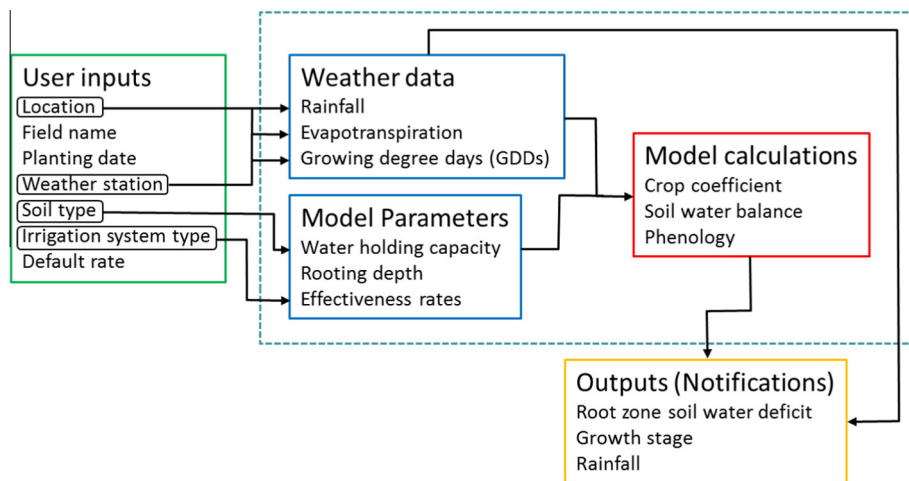 User inputs
Location
Field name
Planting date
Weather station
Soil type
Irrigation system type
Default rate
Weather data
Rainfall
Evapotranspiration
Growing degree days (GDDs)
Model Parameters
Water holding capacity
Rooting depth
Effectiveness rates
Model calculations
Crop coefficient
Soil water balance
Phenology
Outputs (Notifications)
Root zone soil water deficit
Growth stage
Rainfall